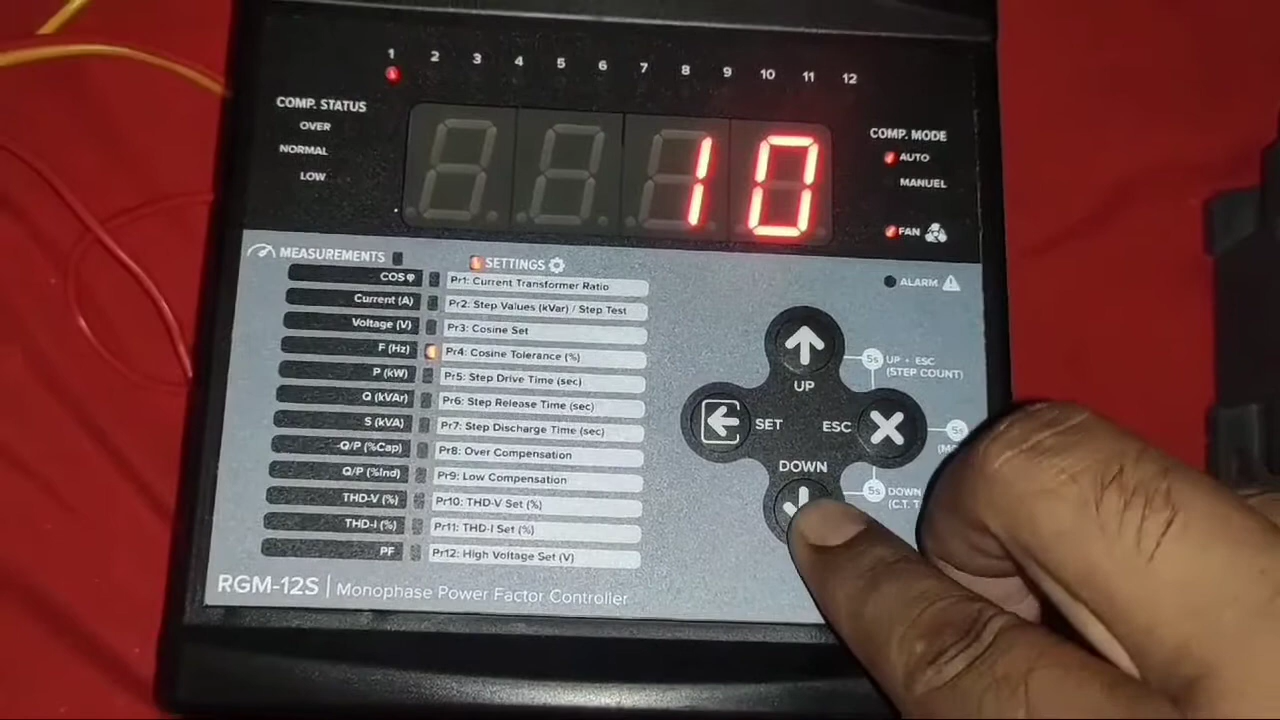 1 2 3 4 5 6 7 8 9 10 11 12
COMP. STATUS
OVER
NORMAL
LOW
10
COMP. MODE
AUTO
MANUEL
FAN
ALARM
MEASUREMENTS
COS φ
Current (A)
Voltage (V)
F (Hz)
P (kW)
Q (kVAr)
S (kVA)
-Q/P (%Cap)
Q/P (%Ind)
THD-V (%)
THD-I (%)
PF
SETTINGS
Pr1: Current Transformer Ratio
Pr2: Step Values (kVar) / Step Test
Pr3: Cosine Set
Pr4: Cosine Tolerance (%)
Pr5: Step Drive Time (sec)
Pr6: Step Release Time (sec)
Pr7: Step Discharge Time (sec)
Pr8: Over Compensation
Pr9: Low Compensation
Pr10: THD-V Set (%)
Pr11: THD-I Set (%)
Pr12: High Voltage Set (V)
UP
SET
ESC
DOWN
5s
UP + ESC
(STEP COUNT)
5s
5s
DOWN
(C.T. T
RGM-12S | Monophase Power Factor Controller